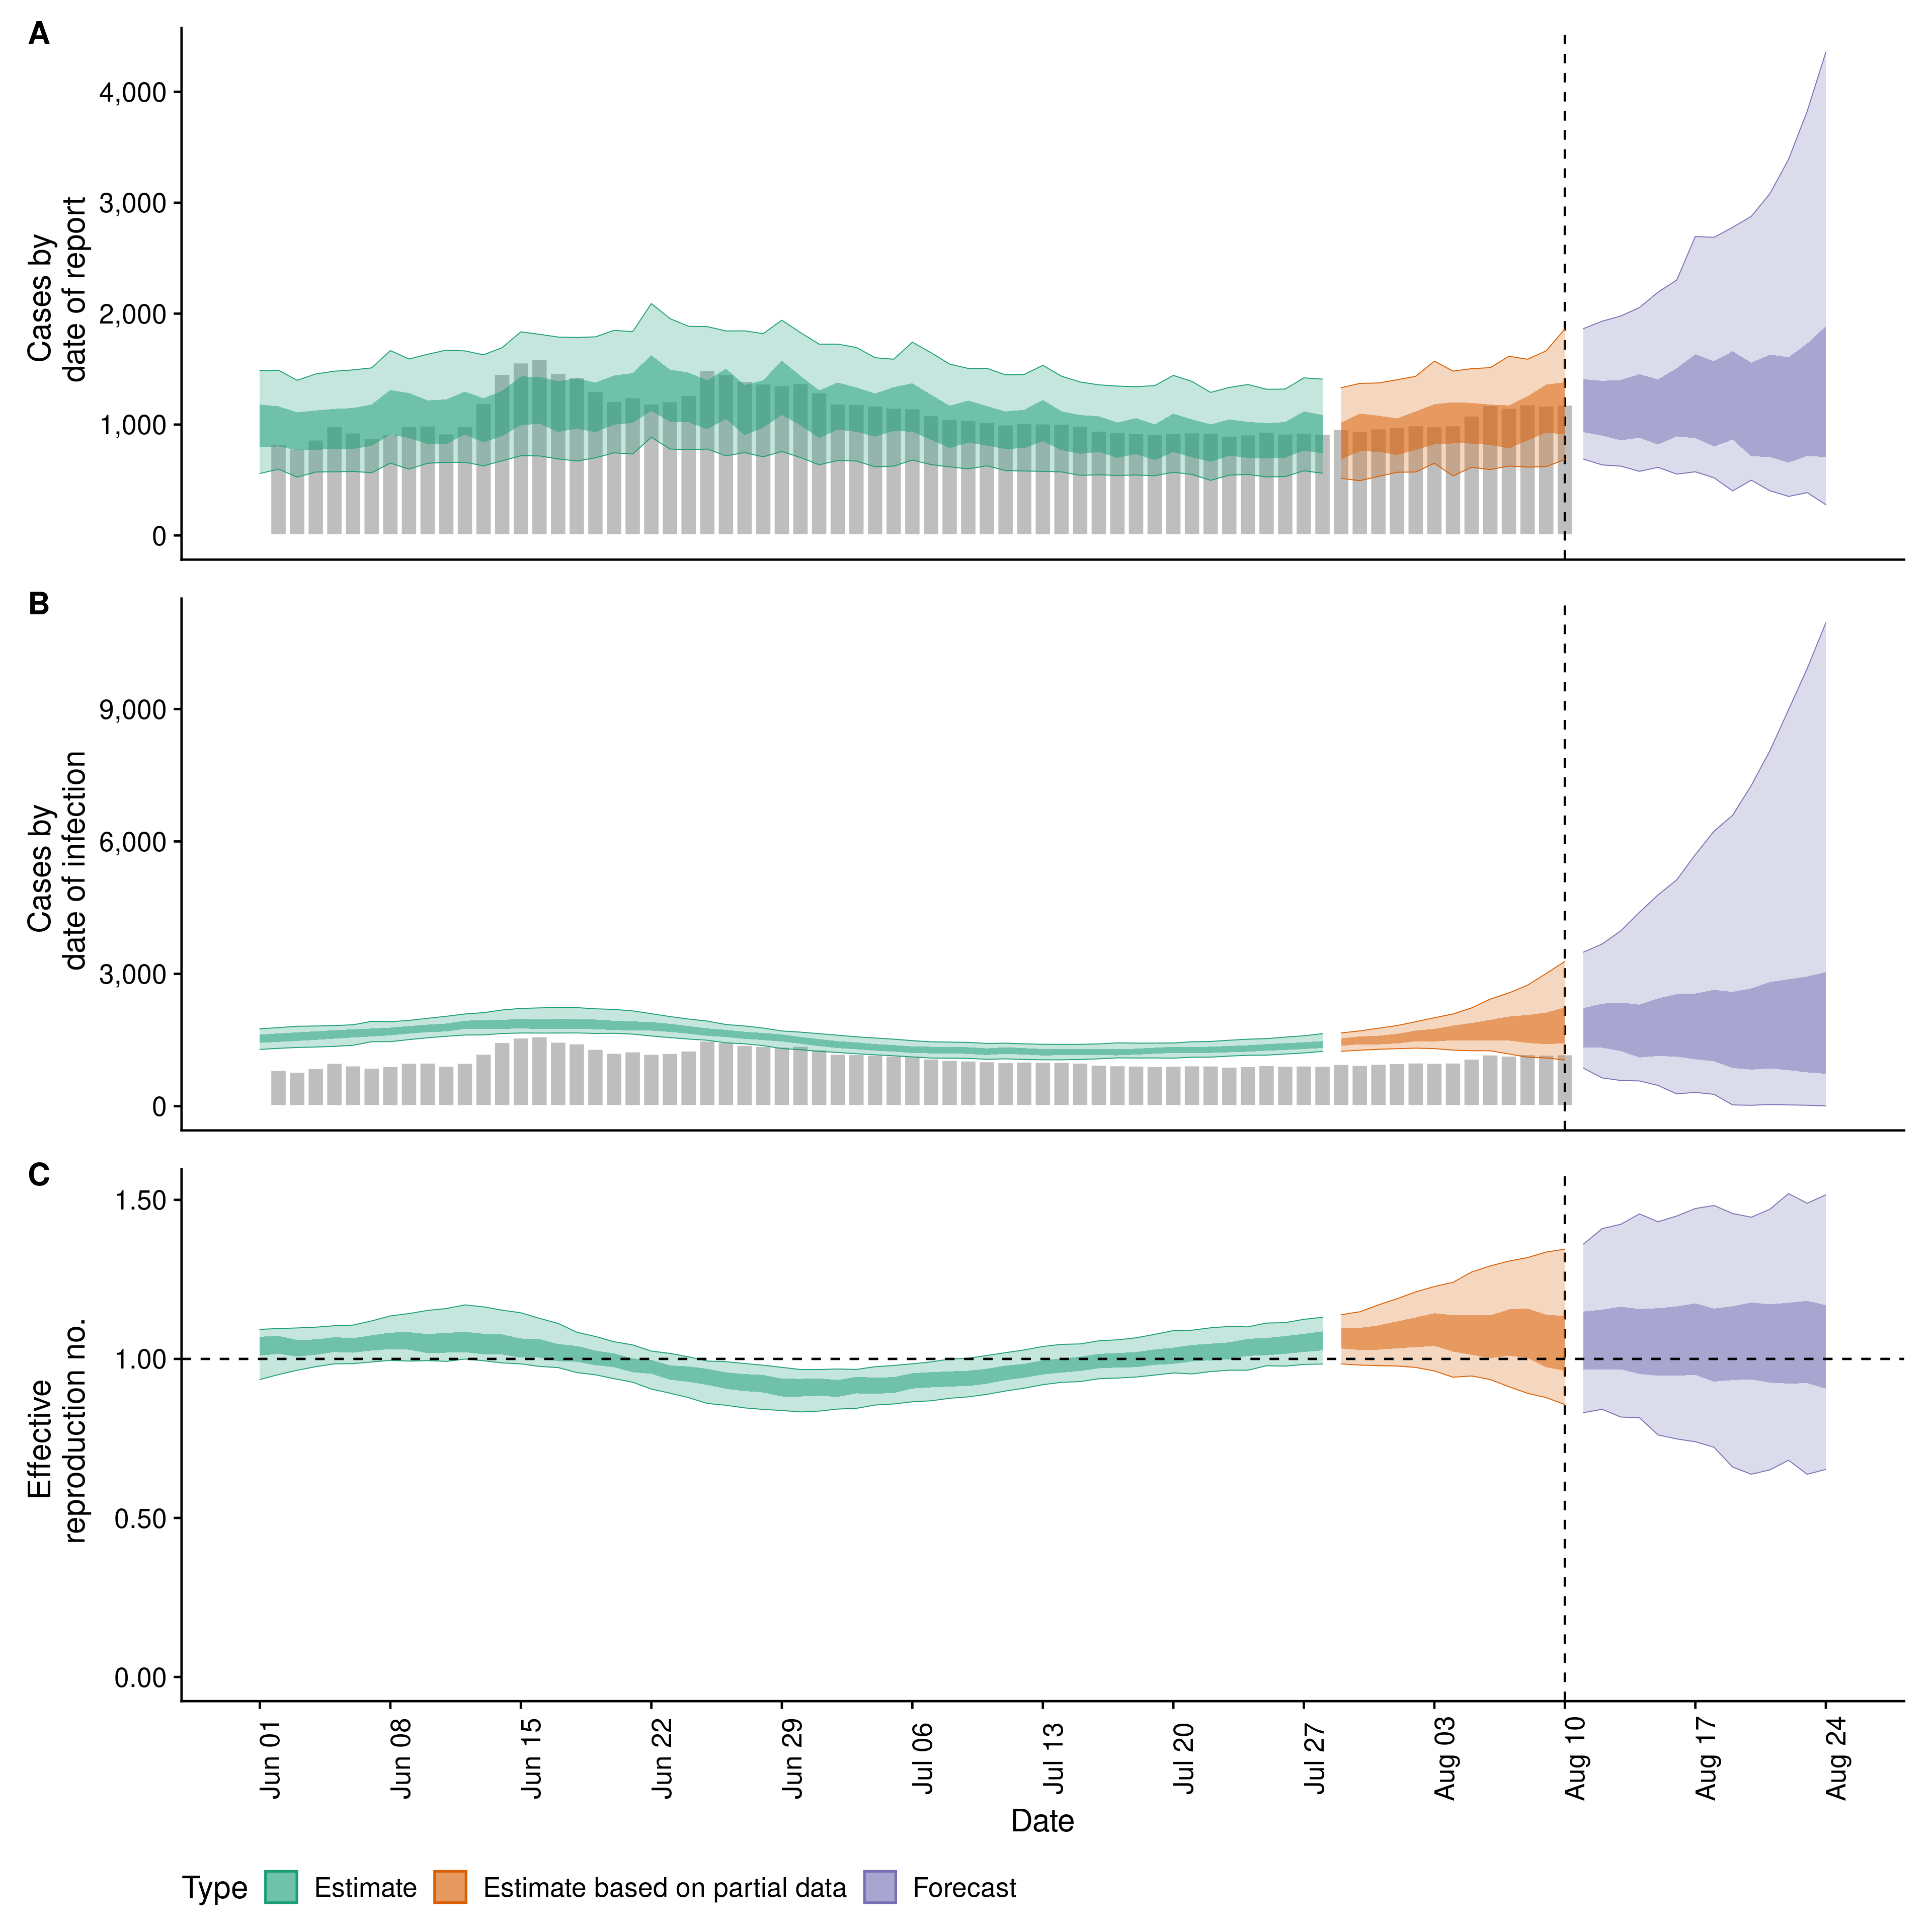 A
4,000
3,000
2,000
1,000
0
Cases by
date of report
B
9,000
6,000
3,000
0
Cases by
date of infection
C
1.50
1.00
0.50
0.00
Effective
reproduction no.
Jun 01
Jun 08
Jun 15
Jun 22
Jun 29
Jul 06
Jul 13
Jul 20
Jul 27
Aug 03
Aug 10
Aug 17
Aug 24
Date
Type Estimate Estimate based on partial data Forecast